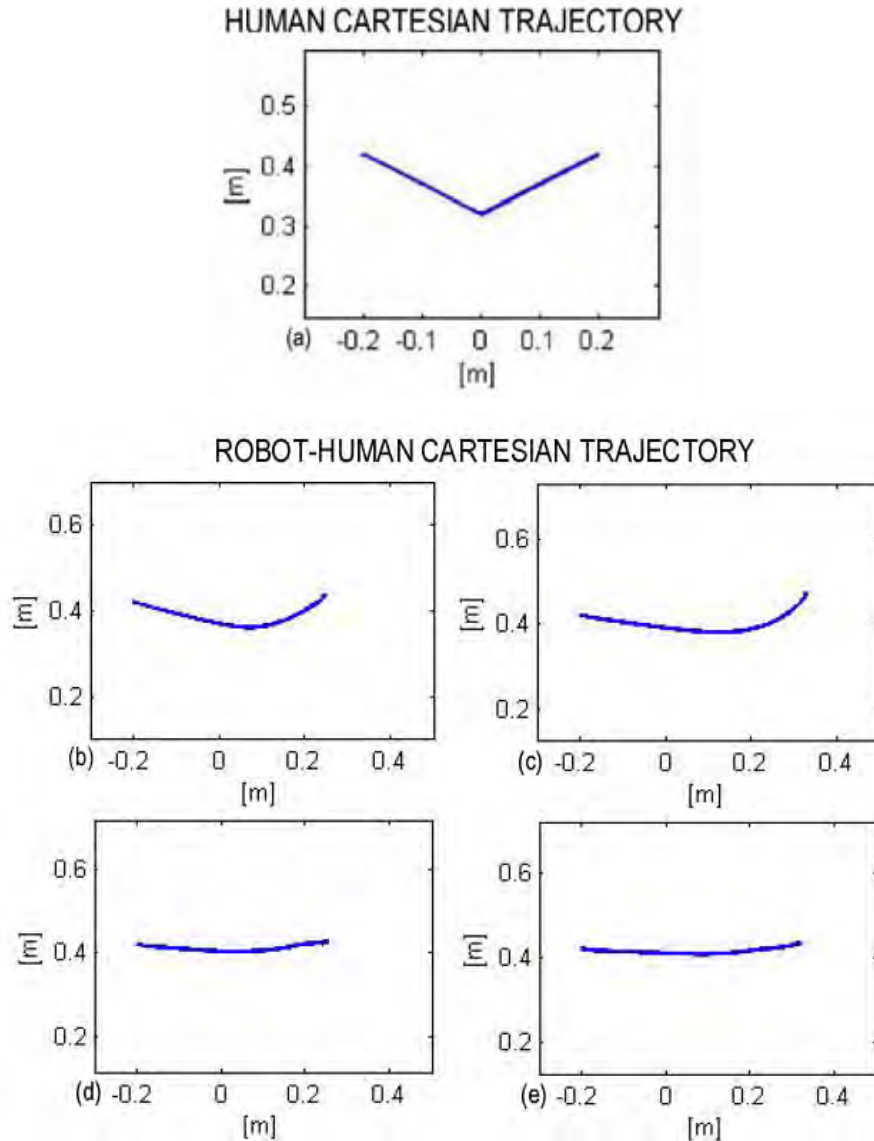 HUMAN CARTESIAN TRAJECTORY
0.5
0.4
[m]
0.3
0.2
(a) -0.2 -0.1 0 0.1 0.2
[m]
ROBOT-HUMAN CARTESIAN TRAJECTORY
0.6
[m] 0.4
0.2
(b) -0.2 0 0.2 0.4
[m]
0.6
[m] 0.4
0.2
(c) -0.2 0 0.2 0.4
[m]
0.6
[m] 0.4
0.2
(d) -0.2 0 0.2 0.4
[m]
0.6
[m] 0.4
0.2
(e) -0.2 0 0.2 0.4
[m]